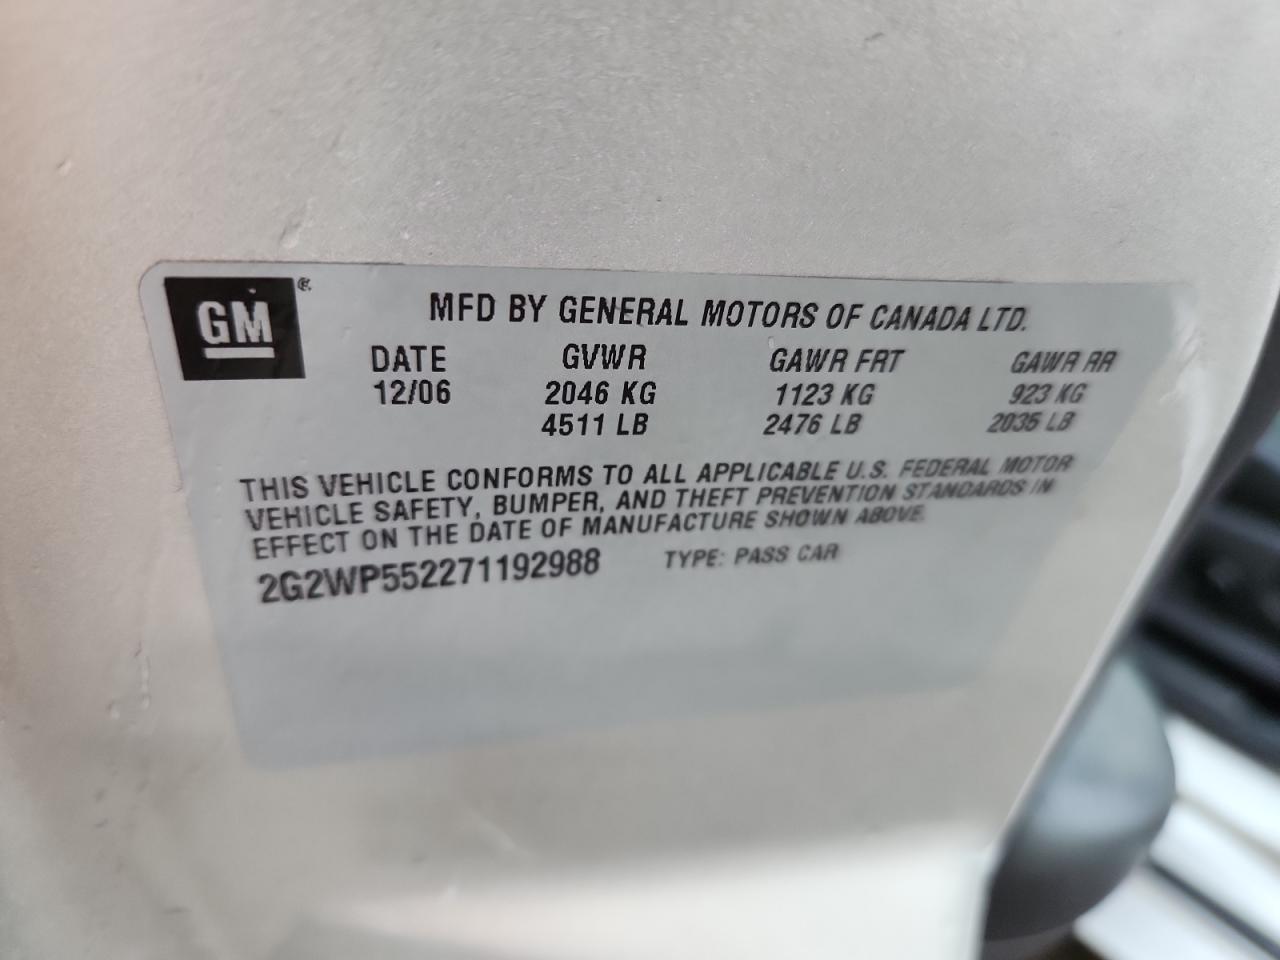 GM®
MFD BY GENERAL MOTORS OF CANADA LTD.
DATE GVWR GAWR FRT GAWR RR
12/06 2046 KG 1123 KG 923 KG
4511 LB 2476 LB 2035 LB
THIS VEHICLE CONFORMS TO ALL APPLICABLE U.S. FEDERAL MOTOR
VEHICLE SAFETY, BUMPER, AND THEFT PREVENTION STANDARDS IN
EFFECT ON THE DATE OF MANUFACTURE SHOWN ABOVE.
2G2WP552271192988 TYPE: PASS CAR